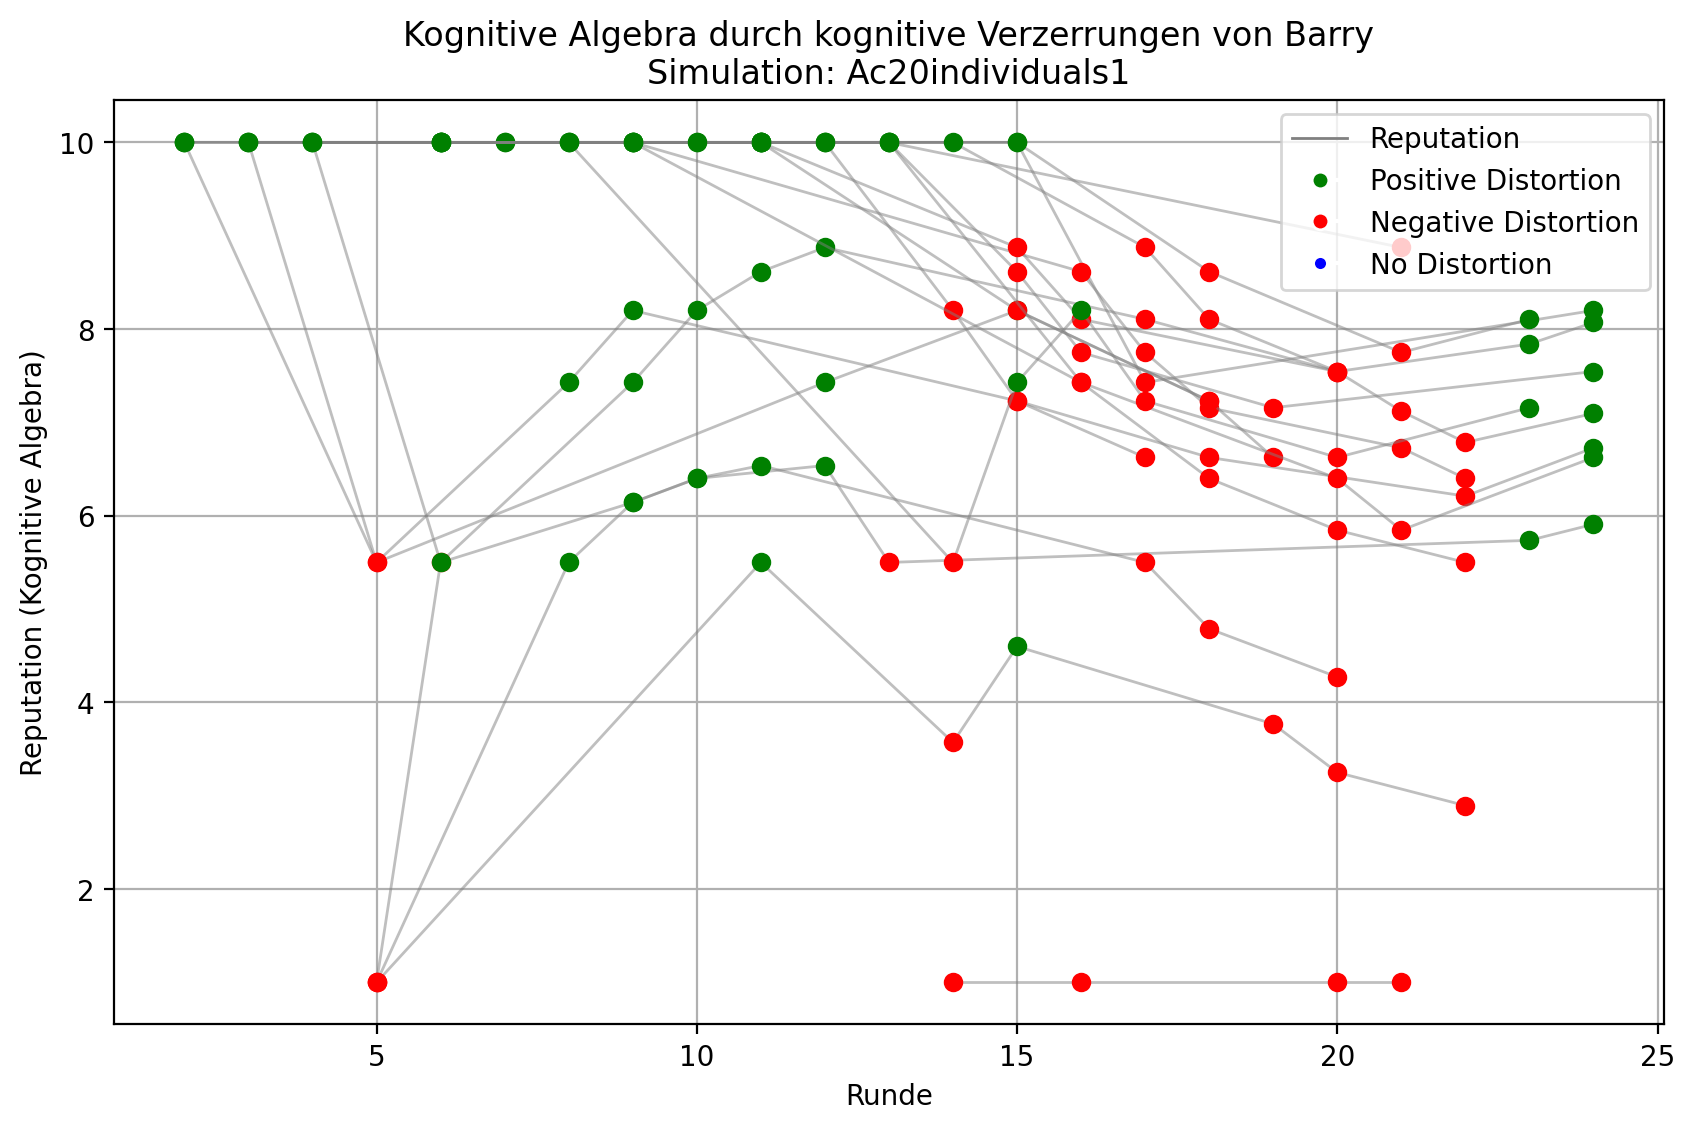 Kognitive Algebra durch kognitive Verzerrungen von Barry
Simulation: Ac20individuals1
Reputation
Positive Distortion
Negative Distortion
No Distortion
Reputation (Kognitive Algebra)
10
8
6
4
2
5 10 15 20 25
Runde